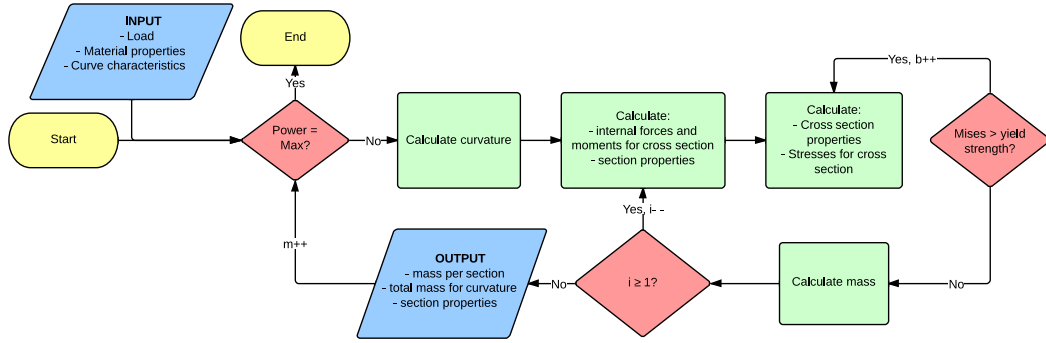 INPUT
- Load
- Material properties
- Curve characteristics
End
Yes
Start
Power =
Max?
No
Calculate curvature
Calculate:
- internal forces and
moments for cross section
- section properties
Calculate:
- Cross section
properties
- Stresses for cross
section
Yes, b++
Mises > yield
strength?
No
Calculate mass
i ≥ 1?
Yes, i- -
No
OUTPUT
- mass per section
- total mass for curvature
- section properties
m++